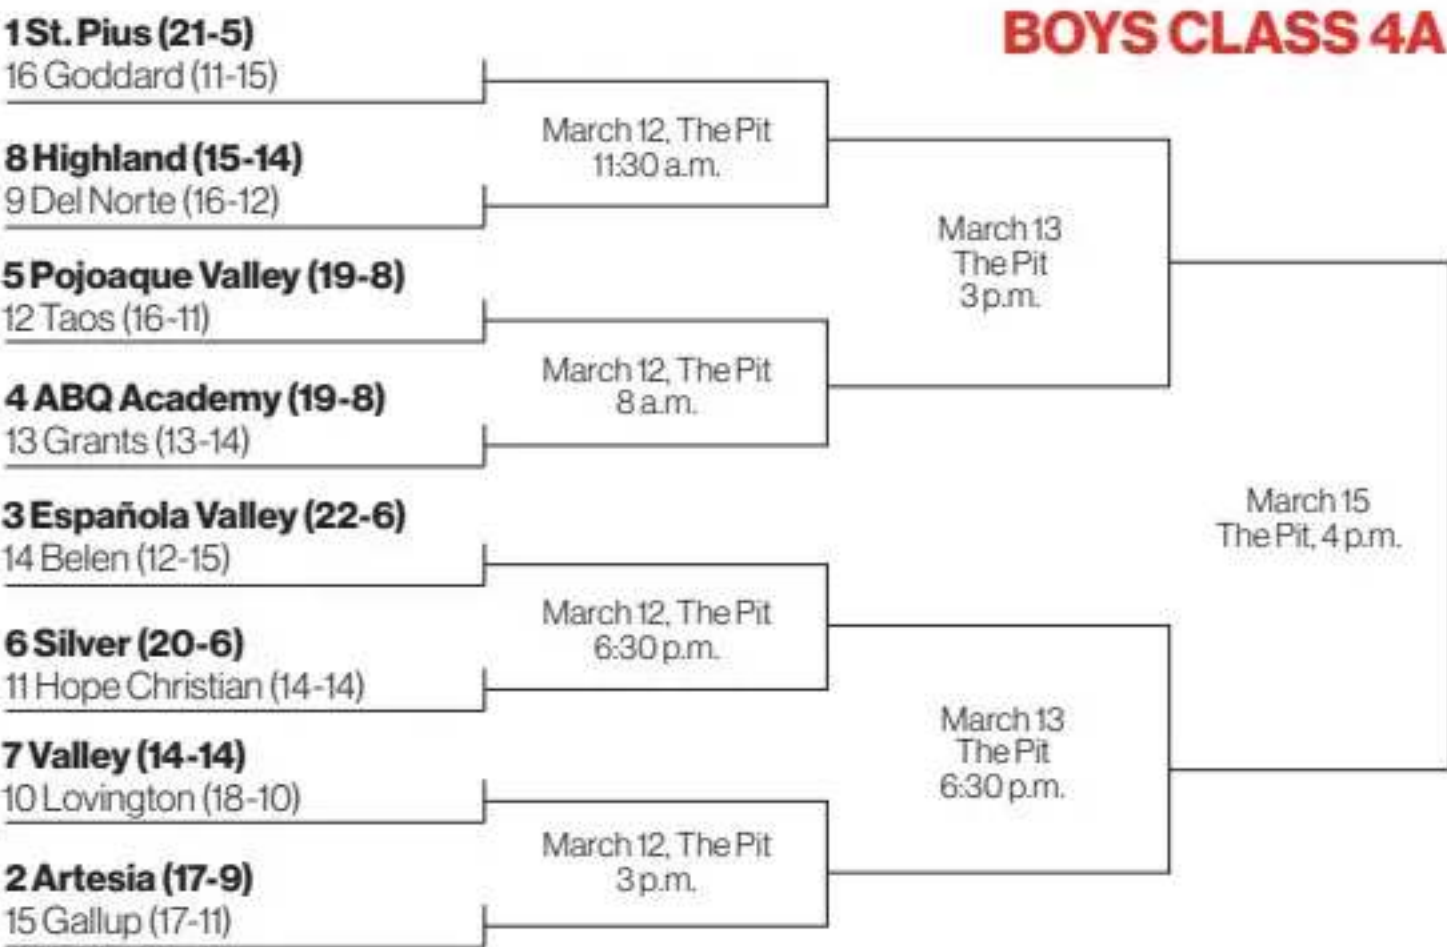 BOYS CLASS 4A
1 St. Pius (21-5)
16 Goddard (11-15)
8 Highland (15-14)
9 Del Norte (16-12)
5 Pojoaque Valley (19-8)
12 Taos (16-11)
4 ABQ Academy (19-8)
13 Grants (13-14)
3 Española Valley (22-6)
14 Belen (12-15)
6 Silver (20-6)
11 Hope Christian (14-14)
7 Valley (14-14)
10 Lovington (18-10)
2 Artesia (17-9)
15 Gallup (17-11)
March 12, The Pit
11:30 a.m.
March 12, The Pit
8 a.m.
March 12, The Pit
6:30 p.m.
March 12, The Pit
3 p.m.
March 13
The Pit
3 p.m.
March 13
The Pit
6:30 p.m.
March 15
The Pit, 4 p.m.